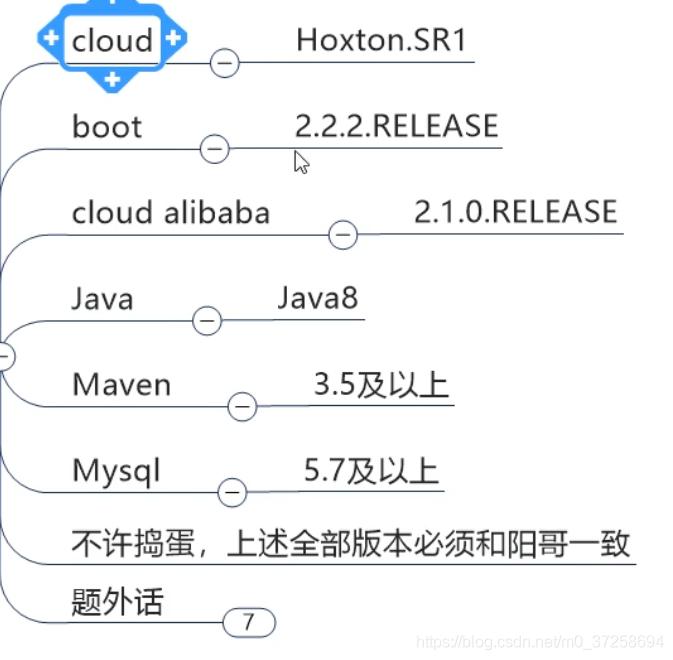 cloud Hoxton.SR1
boot 2.2.2.RELEASE
cloud alibaba 2.1.0.RELEASE
Java Java8
Maven 3.5及以上
Mysql 5.7及以上
不许捣蛋，上述全部版本必须和阳哥一致
题外话 7
https://blog.csdn.net/m0_37258694